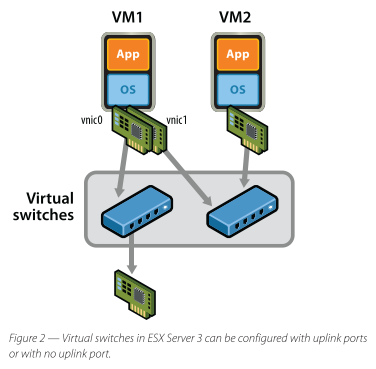 VM1
VM2
App
App
OS
OS
vnic0
vnic1
Virtual
switches
Figure 2 — Virtual switches in ESX Server 3 can be configured with uplink ports
or with no uplink port.